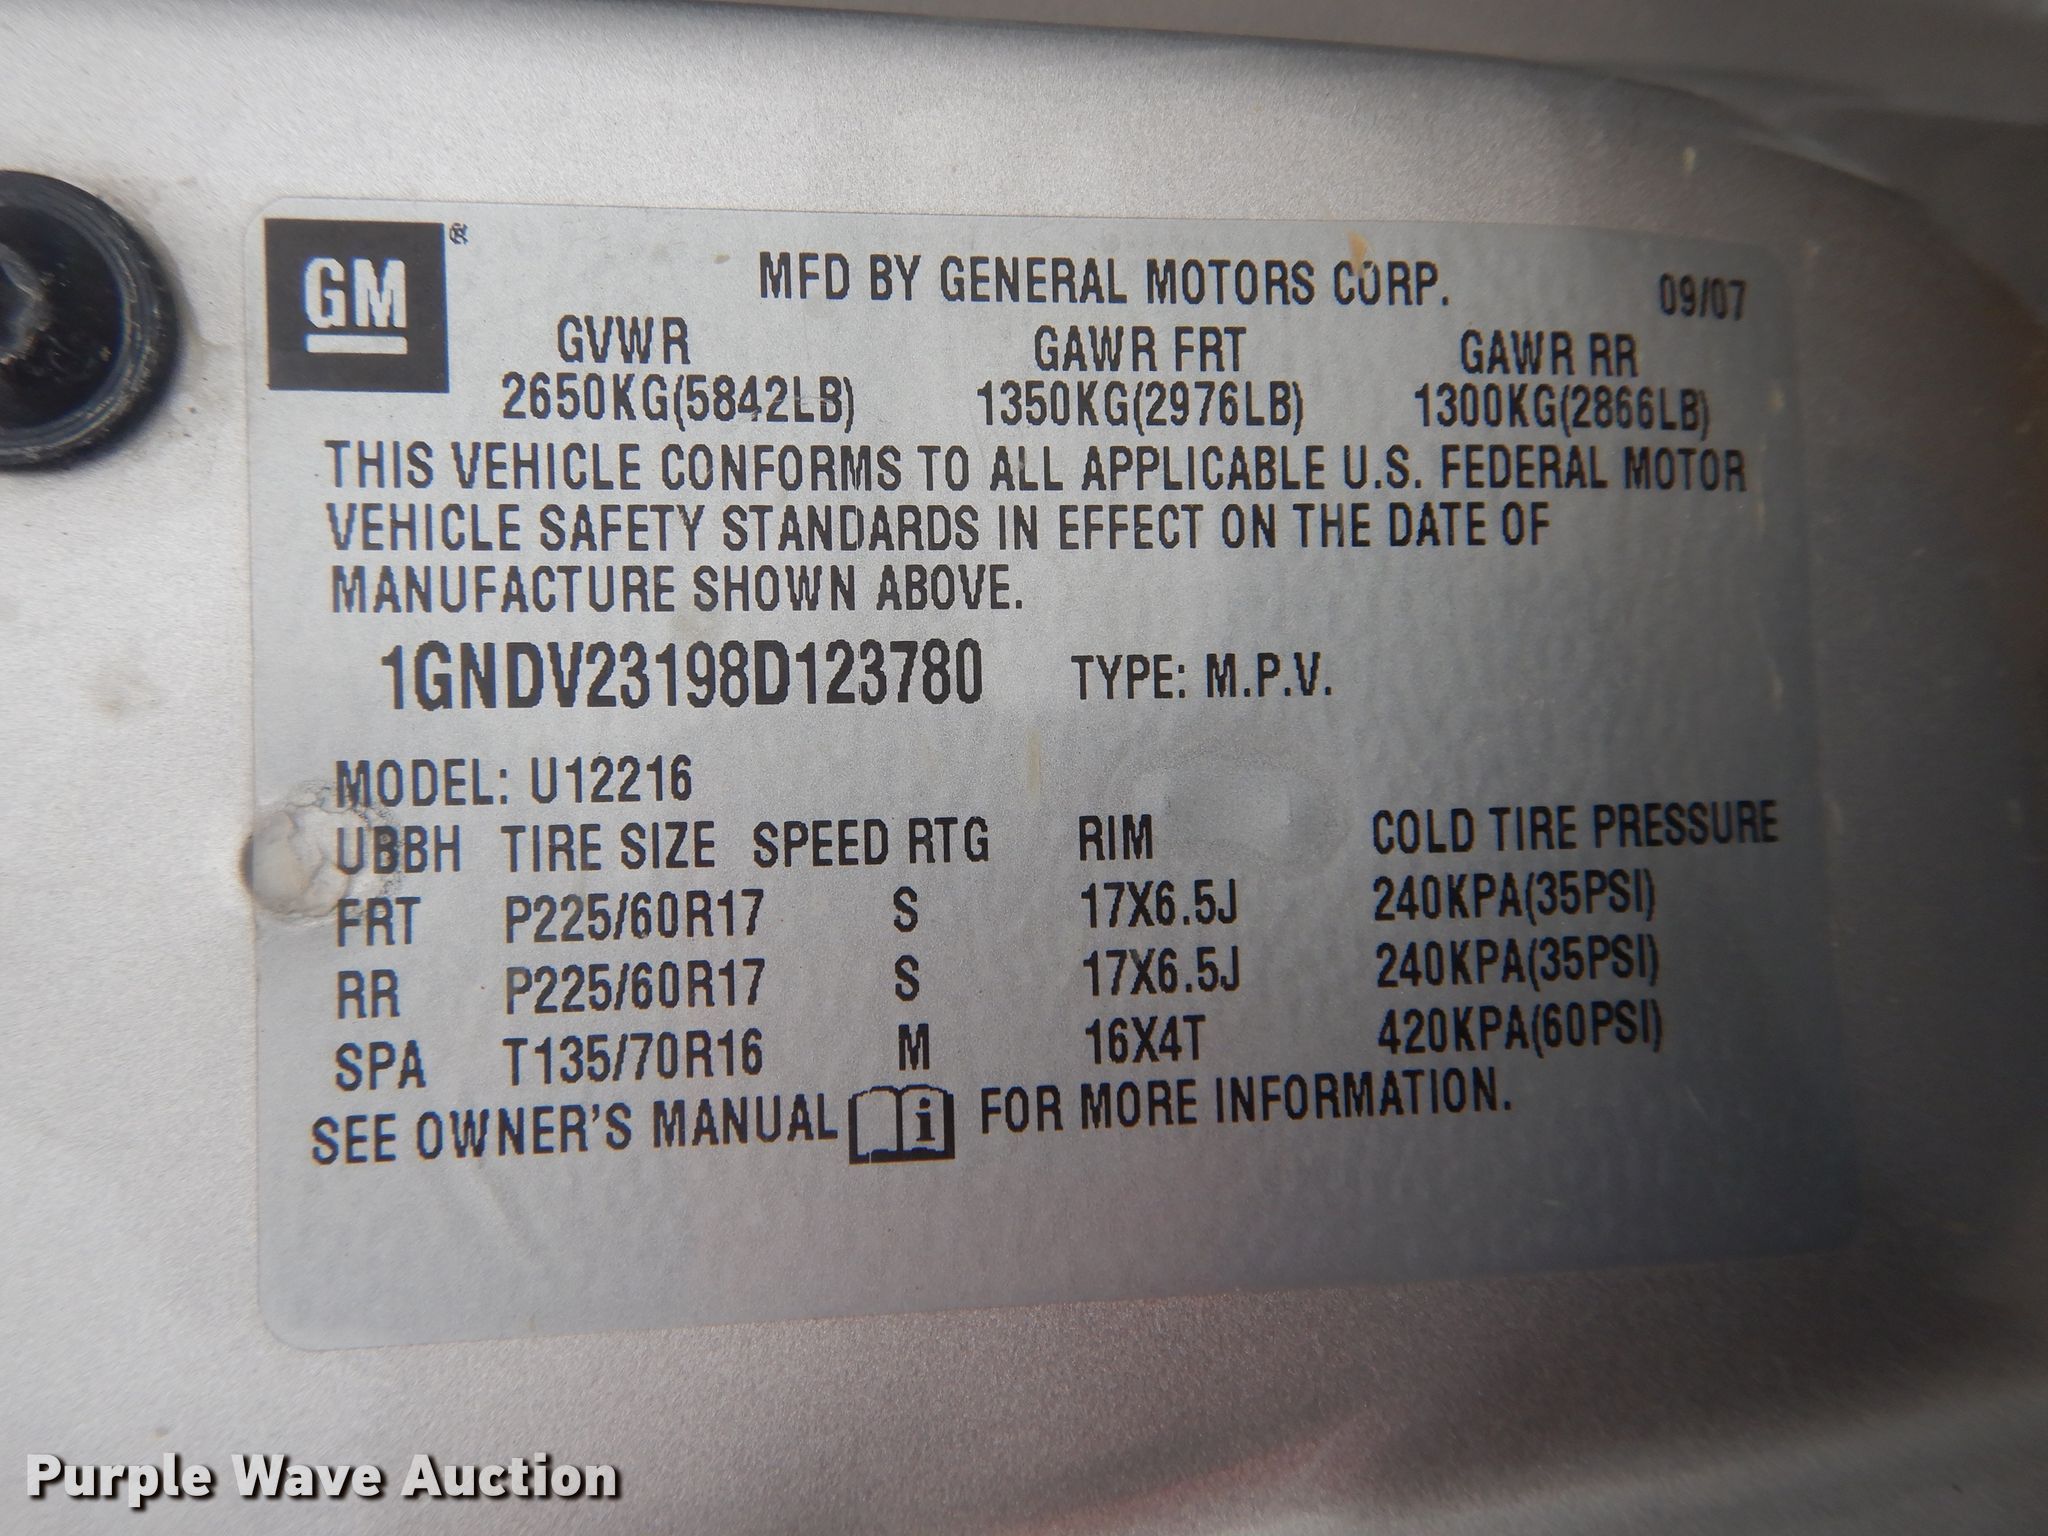 GM ®
MFD BY GENERAL MOTORS CORP. 09/07
GVWR GAWR FRT GAWR RR
2650KG(5842LB) 1350KG(2976LB) 1300KG(2866LB)
THIS VEHICLE CONFORMS TO ALL APPLICABLE U.S. FEDERAL MOTOR
VEHICLE SAFETY STANDARDS IN EFFECT ON THE DATE OF
MANUFACTURE SHOWN ABOVE.
1GNDV23198D123780 TYPE: M.P.V.
MODEL: U12216
UBBH TIRE SIZE SPEED RTG RIM COLD TIRE PRESSURE
FRT P225/60R17 S 17X6.5J 240KPA(35PSI)
RR P225/60R17 S 17X6.5J 240KPA(35PSI)
SPA T135/70R16 M 16X4T 420KPA(60PSI)
SEE OWNER'S MANUAL i FOR MORE INFORMATION.
Purple Wave Auction